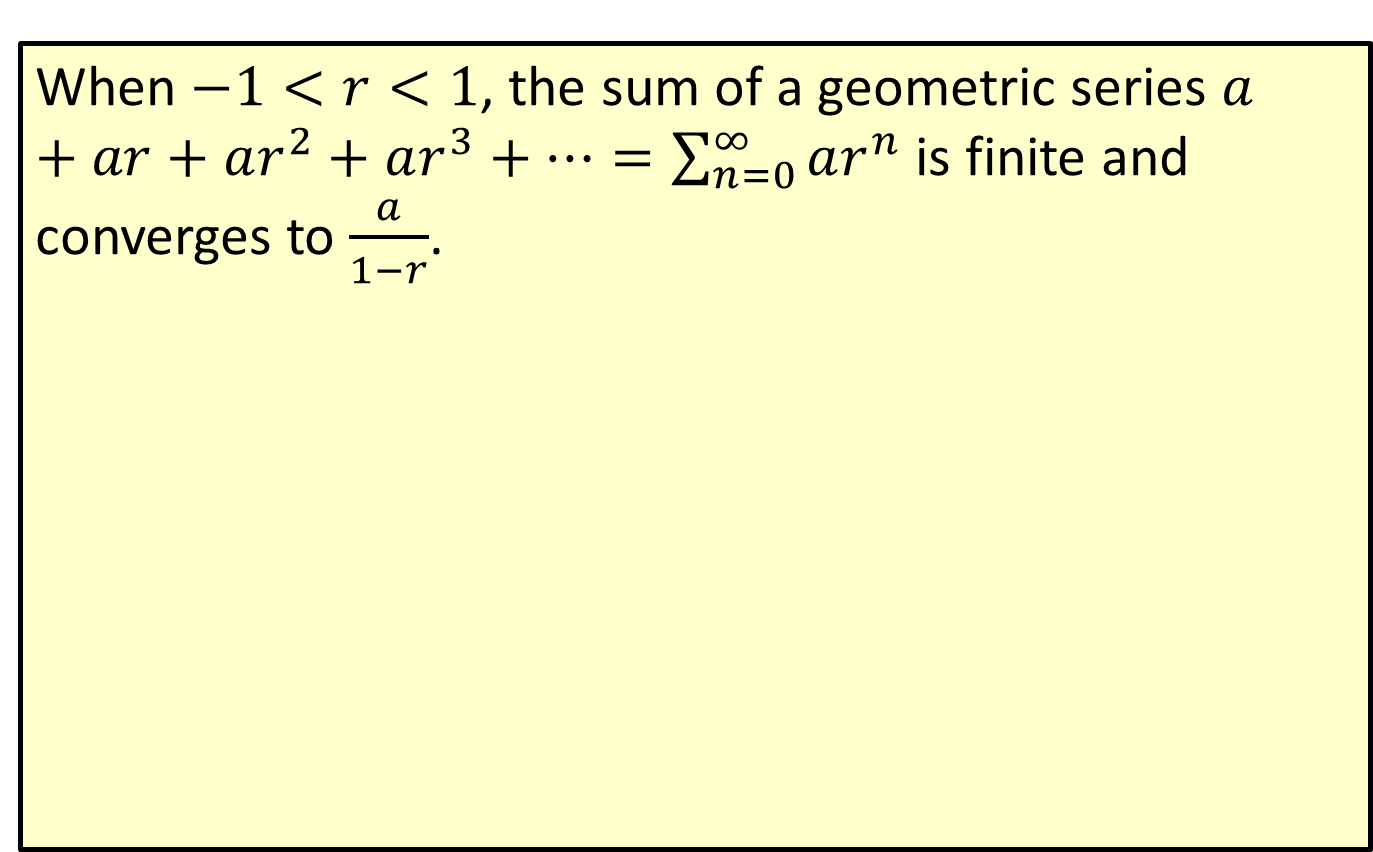 When −1 < r < 1, the sum of a geometric series a
+ ar + ar² + ar³ + ⋯ = ∑_{n=0}^{∞} arⁿ is finite and
converges to \frac{a}{1−r}.